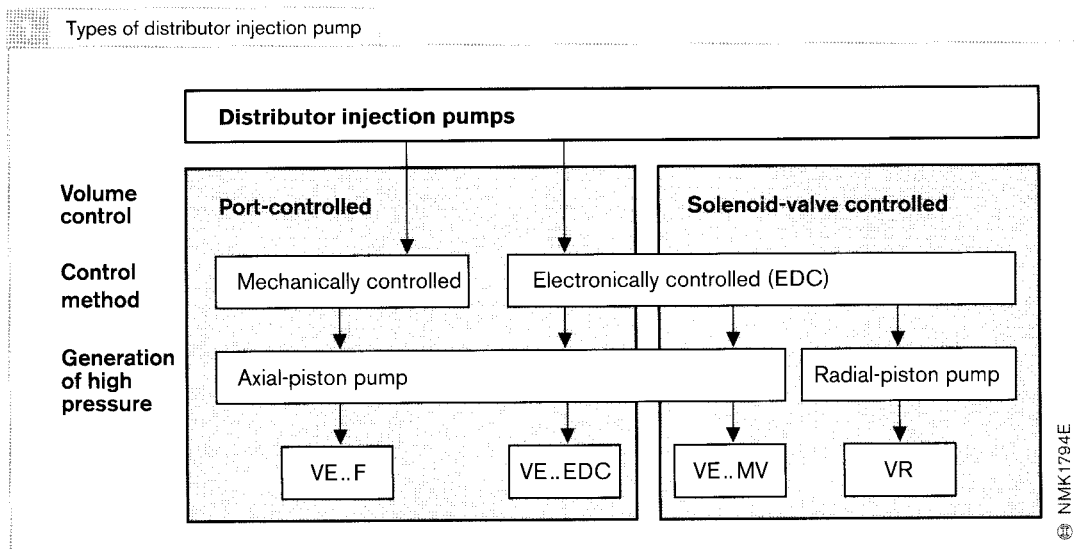 Types of distributor injection pump
Distributor injection pumps
Volume
control
Port-controlled
Solenoid-valve controlled
Control
method
Mechanically controlled
Electronically controlled (EDC)
Generation
of high
pressure
Axial-piston pump
Radial-piston pump
VE..F
VE..EDC
VE..MV
VR
NMK1794E